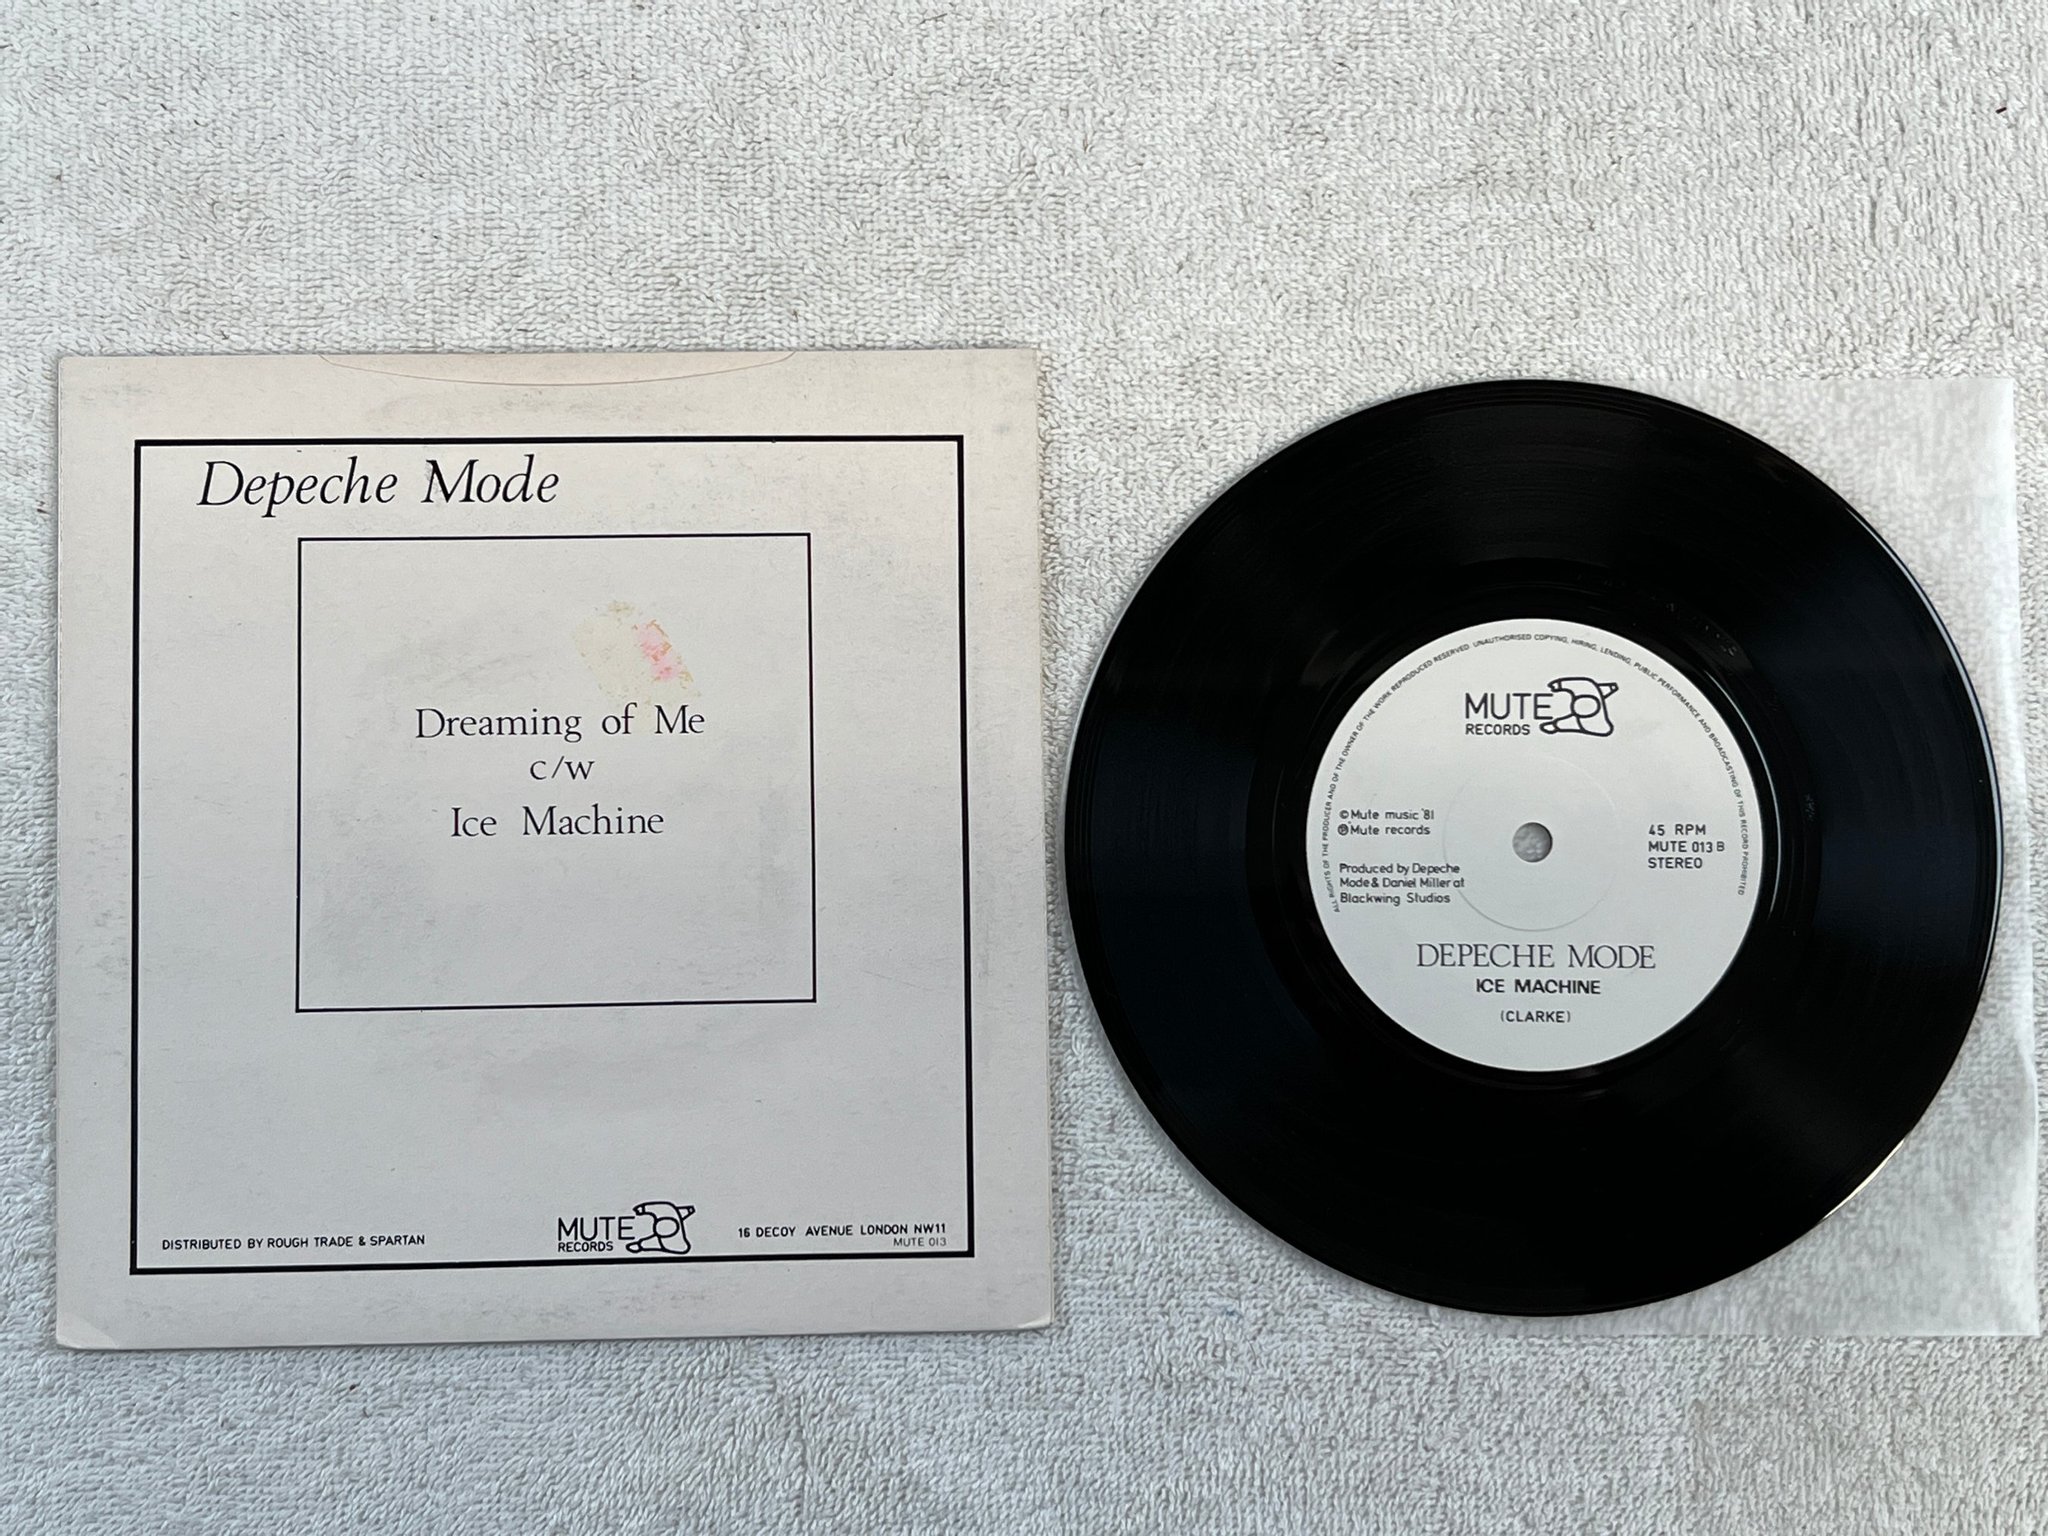 Depeche Mode
Dreaming of Me
c/w
Ice Machine
DISTRIBUTED BY ROUGH TRADE & SPARTAN
MUTE
RECORDS
16 DECOY AVENUE LONDON NW11
MUTE 013
ALL RIGHTS OF THE PRODUCER AND OF THE OWNER OF THE WORK REPRODUCED RESERVED. UNAUTHORISED COPYING, HIRING, LENDING, PUBLIC PERFORMANCE AND BROADCASTING OF THIS RECORD PROHIBITED
MUTE
RECORDS
© Mute music '81
℗ Mute records
Produced by Depeche
Mode & Daniel Miller at
Blackwing Studios
45 RPM
MUTE 013 B
STEREO
DEPECHE MODE
ICE MACHINE
(CLARKE)